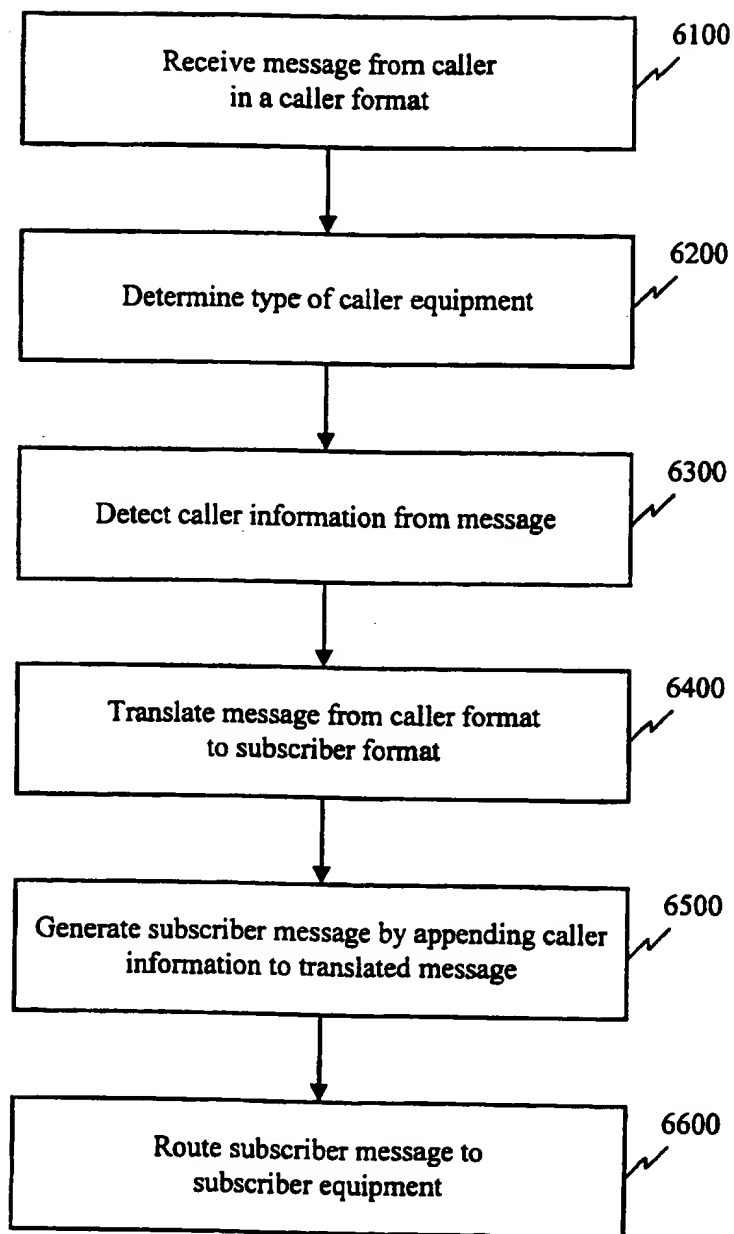 6100
Receive message from caller
in a caller format
6200
Determine type of caller equipment
6300
Detect caller information from message
6400
Translate message from caller format
to subscriber format
6500
Generate subscriber message by appending caller
information to translated message
6600
Route subscriber message to
subscriber equipment